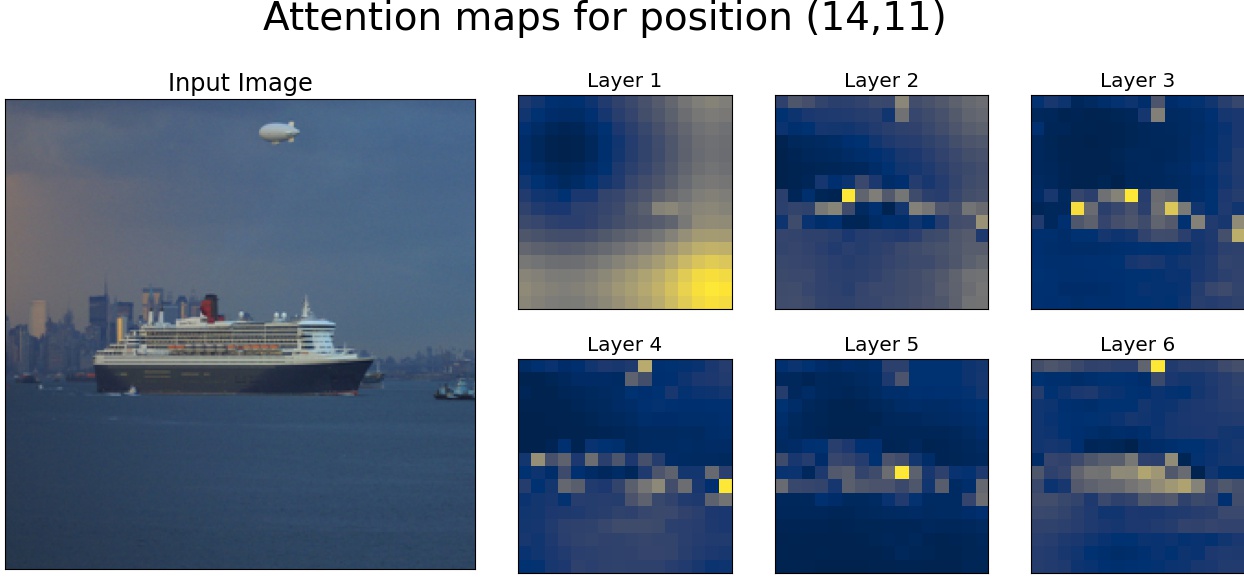 Attention maps for position (14,11)
Input Image
Layer 1
Layer 2
Layer 3
Layer 4
Layer 5
Layer 6